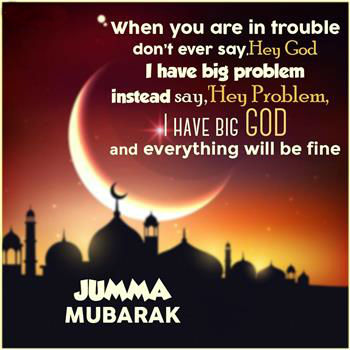 When you are in trouble
don't ever say,Hey God
I have big problem
instead say,Hey Problem,
I HAVE BIG GOD
and everything will be fine
JUMMA
MUBARAK